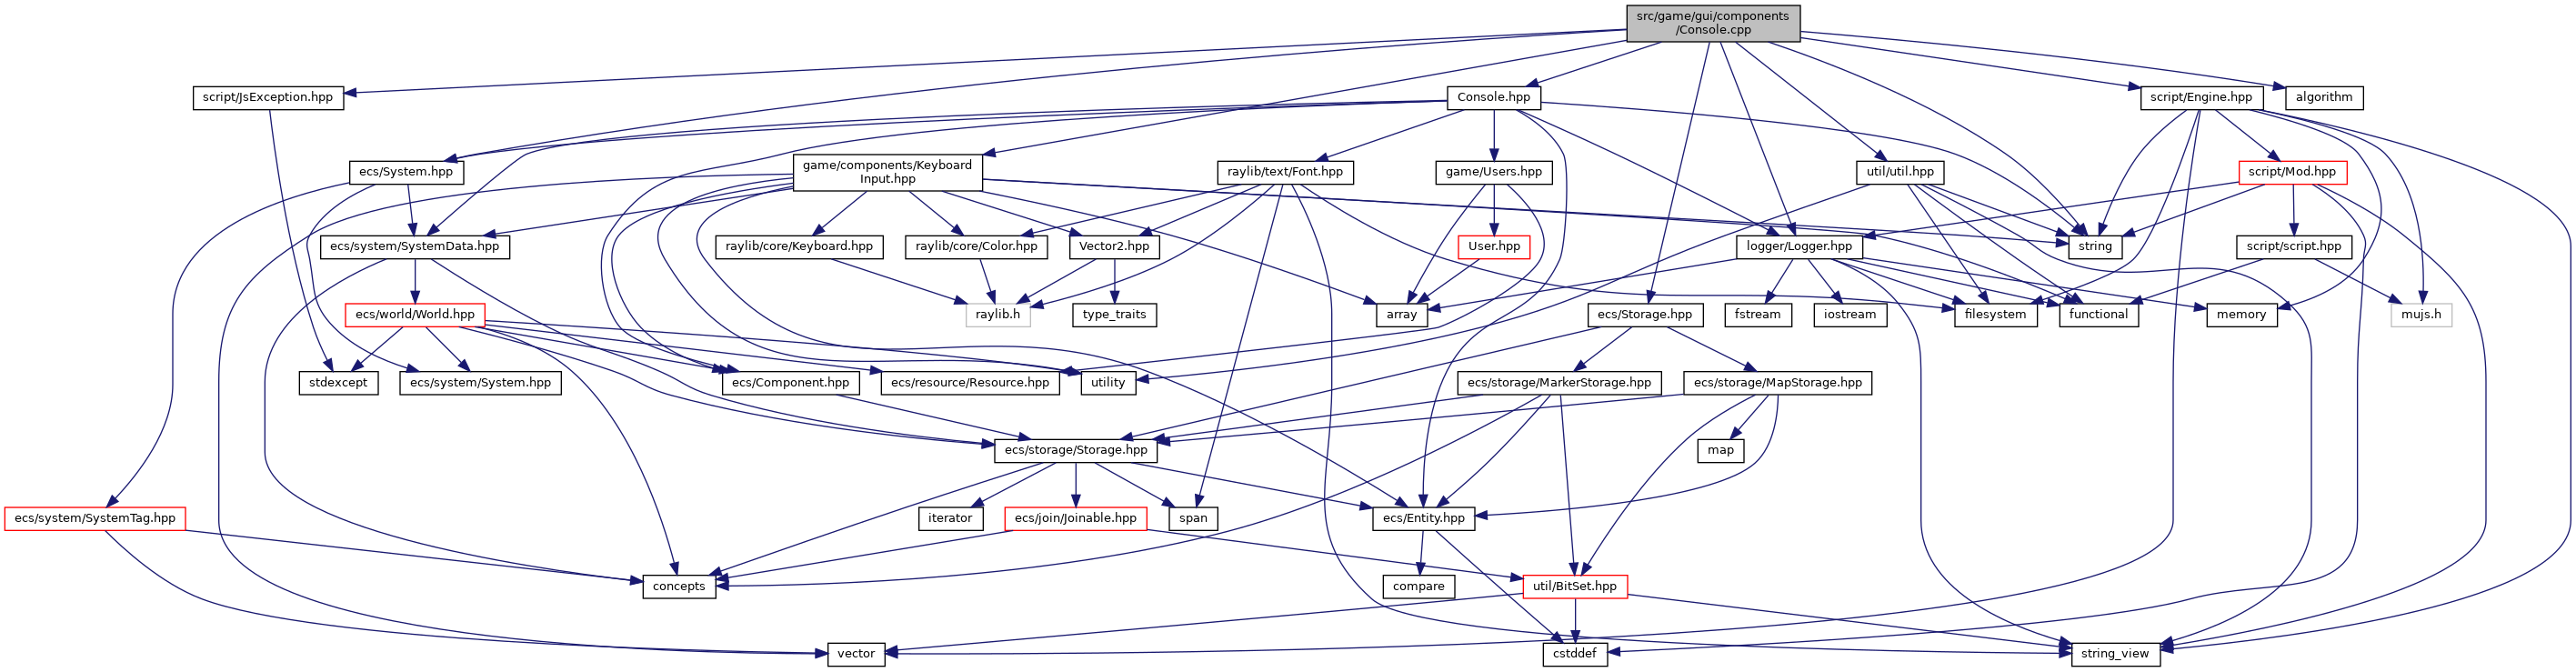 src/game/gui/components
/Console.cpp
script/JsException.hpp
Console.hpp
script/Engine.hpp
algorithm
ecs/System.hpp
game/components/Keyboard
Input.hpp
raylib/text/Font.hpp
game/Users.hpp
util/util.hpp
script/Mod.hpp
ecs/system/SystemData.hpp
raylib/core/Keyboard.hpp
raylib/core/Color.hpp
Vector2.hpp
User.hpp
logger/Logger.hpp
string
script/script.hpp
ecs/world/World.hpp
raylib.h
type_traits
array
ecs/Storage.hpp
fstream
iostream
filesystem
functional
memory
mujs.h
stdexcept
ecs/system/System.hpp
ecs/Component.hpp
ecs/resource/Resource.hpp
utility
ecs/storage/MarkerStorage.hpp
ecs/storage/MapStorage.hpp
ecs/storage/Storage.hpp
map
ecs/system/SystemTag.hpp
iterator
ecs/join/Joinable.hpp
span
ecs/Entity.hpp
concepts
compare
util/BitSet.hpp
vector
cstddef
string_view